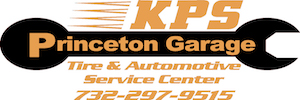 KPS
Princeton Garage
Tire & Automotive
Service Center
732-297-9515